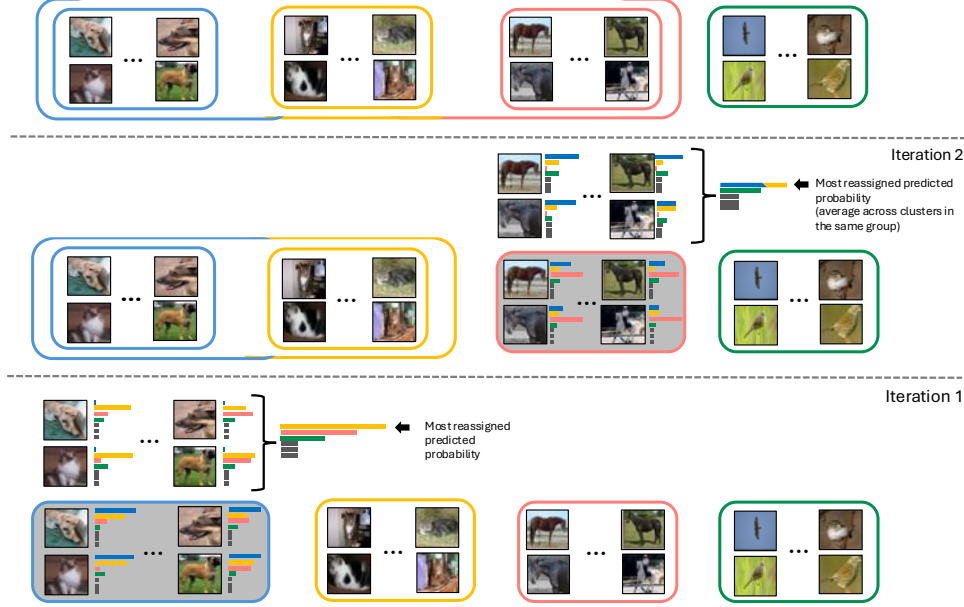 Iteration 2
Most reassigned predicted
probability
(average across clusters in
the same group)
Iteration 1
Most reassigned
predicted
probability